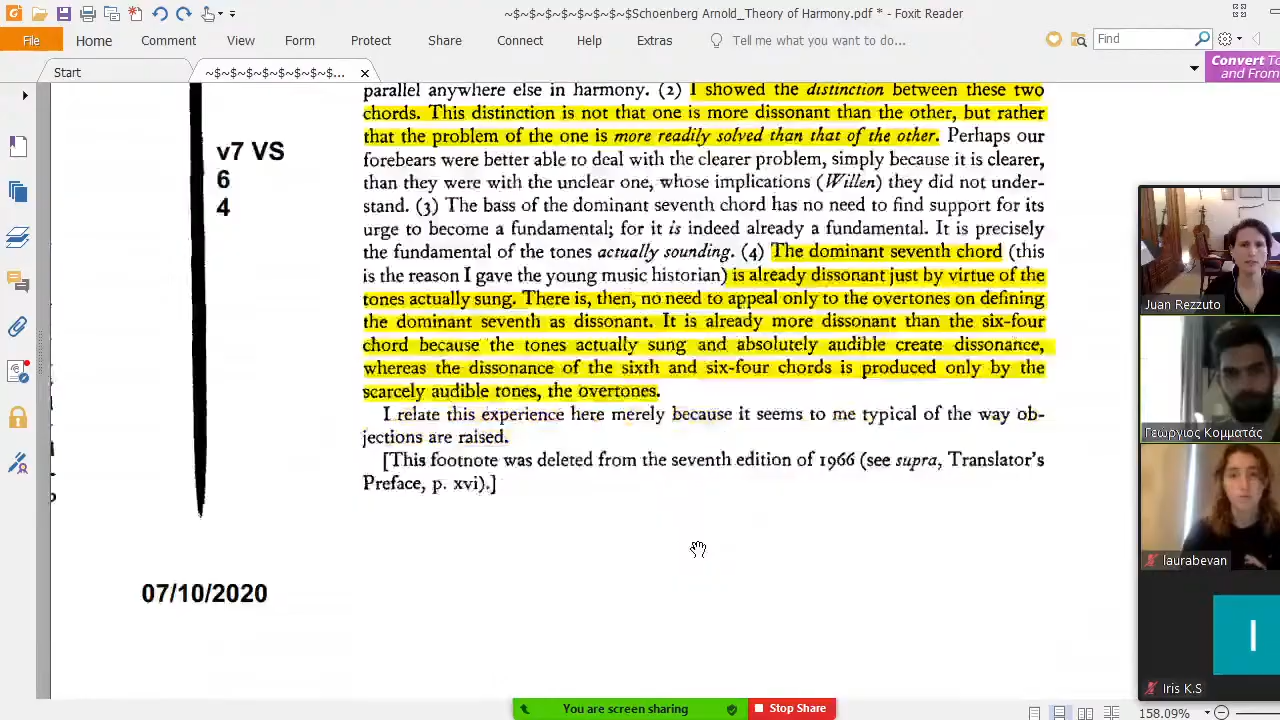 ~$~$~$~$~$~$~$~$Schoenberg Arnold_Theory of Harmony.pdf * - Foxit Reader
File Home Comment View Form Protect Share Connect Help Extras Tell me what you want to do... Find
Start ~$~$~$~$~$~$~$~$...
Convert To
and From
parallel anywhere else in harmony. (2) I showed the distinction between these two
chords. This distinction is not that one is more dissonant than the other, but rather
that the problem of the one is more readily solved than that of the other. Perhaps our
forebears were better able to deal with the clearer problem, simply because it is clearer,
than they were with the unclear one, whose implications (Willen) they did not under-
stand. (3) The bass of the dominant seventh chord has no need to find support for its
urge to become a fundamental; for it is indeed already a fundamental. It is precisely
the fundamental of the tones actually sounding. (4) The dominant seventh chord (this
is the reason I gave the young music historian) is already dissonant just by virtue of the
tones actually sung. There is, then, no need to appeal only to the overtones on defining
the dominant seventh as dissonant. It is already more dissonant than the six-four
chord because the tones actually sung and absolutely audible create dissonance,
whereas the dissonance of the sixth and six-four chords is produced only by the
scarcely audible tones, the overtones.
I relate this experience here merely because it seems to me typical of the way ob-
jections are raised.
[This footnote was deleted from the seventh edition of 1966 (see supra, Translator's
Preface, p. xvi).]
v7 VS
6
4
07/10/2020
Juan Rezzuto
Γεωργιος Κομματάς
laurabevan
I
Iris K.S
You are screen sharing Stop Share
158.09%